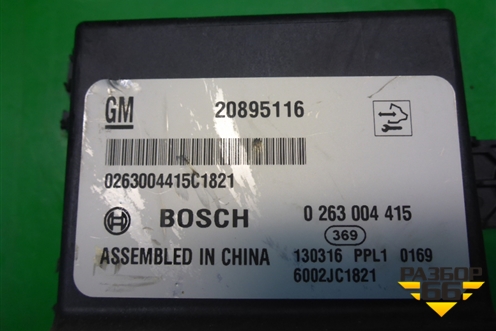 GM 20895116
0263004415C1821
BOSCH 0 263 004 415
369
ASSEMBLED IN CHINA 130316 PPL1 0169
6002JC1821
РАЗБОР
66